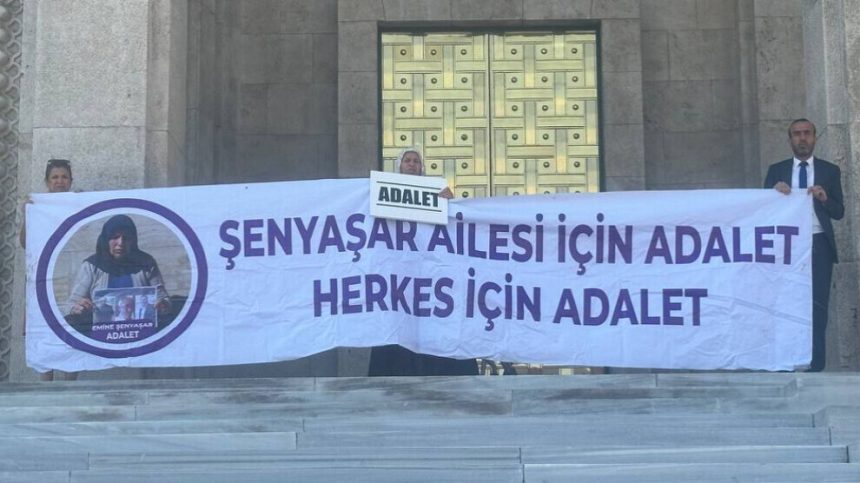 ADALET
ŞENYAŞAR AİLESİ İÇİN ADALET
HERKES İÇİN ADALET
EMİNE ŞENYAŞAR
ADALET